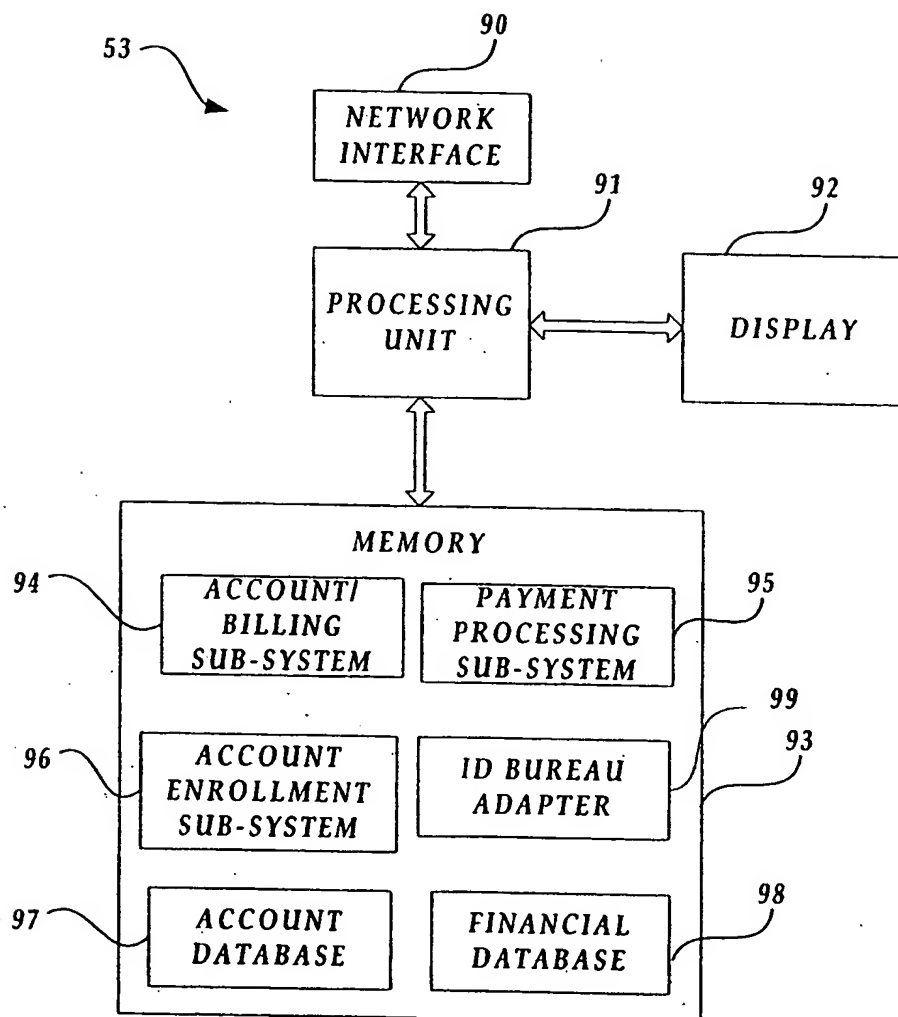 53
90
NETWORK
INTERFACE
91
92
PROCESSING
UNIT
DISPLAY
MEMORY
94
ACCOUNT/
BILLING
SUB-SYSTEM
PAYMENT
PROCESSING
SUB-SYSTEM
95
99
93
96
ACCOUNT
ENROLLMENT
SUB-SYSTEM
ID BUREAU
ADAPTER
97
ACCOUNT
DATABASE
FINANCIAL
DATABASE
98